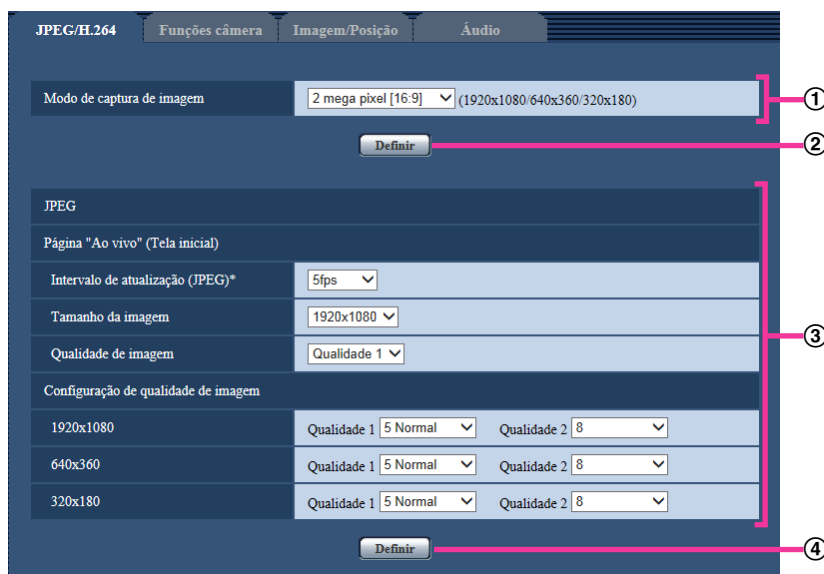 JPEG/H.264 Funções câmera Imagem/Posição Áudio
Modo de captura de imagem 2 mega pixel [16:9] (1920x1080/640x360/320x180) 1
Definir 2
JPEG
Página "Ao vivo" (Tela inicial)
Intervalo de atualização (JPEG)* 5fps
Tamanho da imagem 1920x1080
3
Qualidade de imagem Qualidade 1
Configuração de qualidade de imagem
1920x1080 Qualidade 1 5 Normal Qualidade 2 8
640x360 Qualidade 1 5 Normal Qualidade 2 8
320x180 Qualidade 1 5 Normal Qualidade 2 8
Definir 4